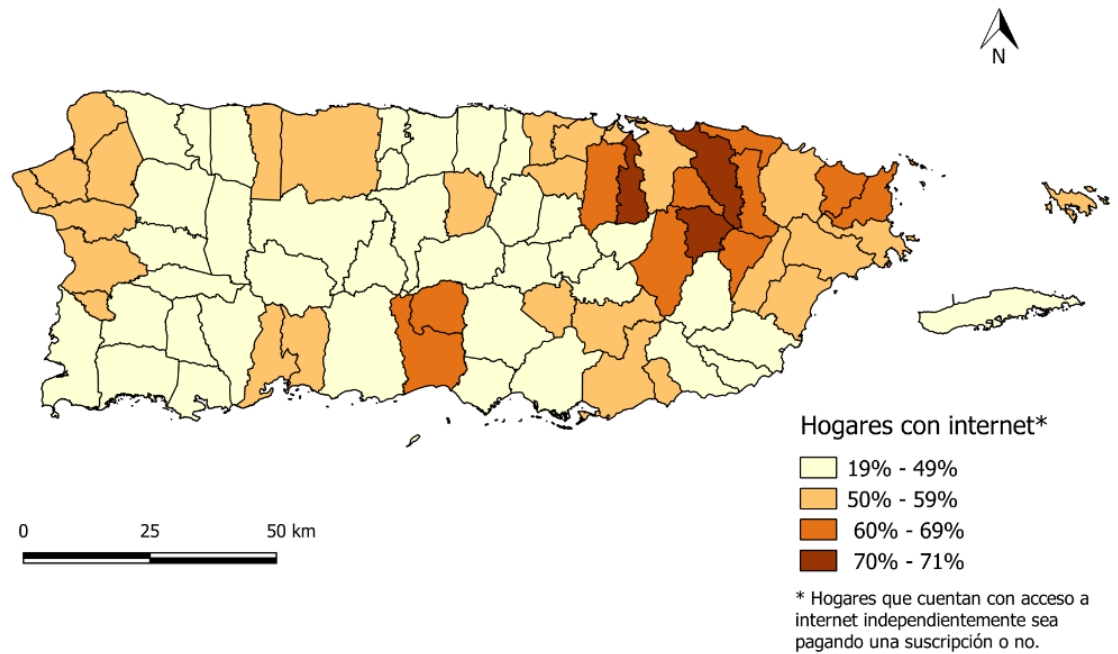 N
Hogares con internet*
19% - 49%
50% - 59%
60% - 69%
70% - 71%
0 25 50 km
* Hogares que cuentan con acceso a
internet independientemente sea
pagando una suscripción o no.